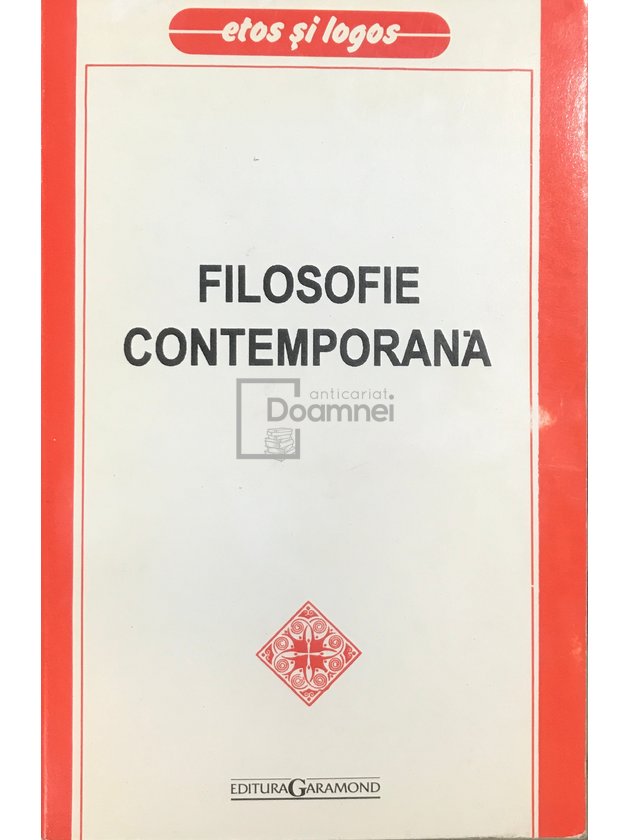 etos și logos
FILOSOFIE
CONTEMPORANĂ
anticariat
Doamnei
EDITURA GARAMOND